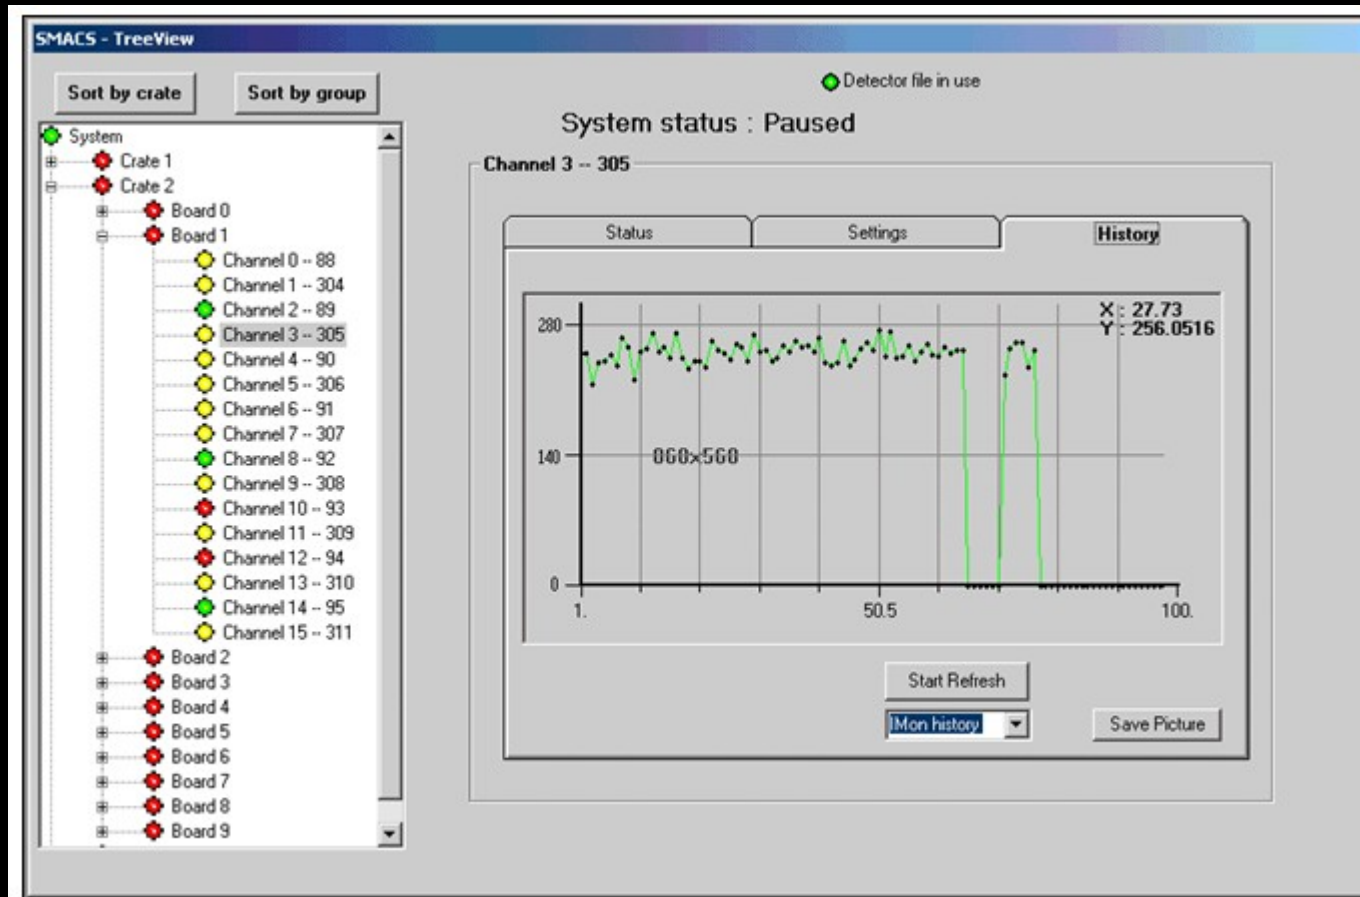 SMACS - TreeView
Sort by crate
Sort by group
Detector file in use
System status : Paused
System
Crate 1
Crate 2
Board 0
Board 1
Channel 0 -- 88
Channel 1 -- 304
Channel 2 -- 89
Channel 3 -- 305
Channel 4 -- 90
Channel 5 -- 306
Channel 6 -- 91
Channel 7 -- 307
Channel 8 -- 92
Channel 9 -- 308
Channel 10 -- 93
Channel 11 -- 309
Channel 12 -- 94
Channel 13 -- 310
Channel 14 -- 95
Channel 15 -- 311
Board 2
Board 3
Board 4
Board 5
Board 6
Board 7
Board 8
Board 9
Channel 3 -- 305
Status
Settings
History
X : 27.73
Y : 256.0516
280
140
860x560
0
1.
50.5
100.
Start Refresh
IMon history
Save Picture